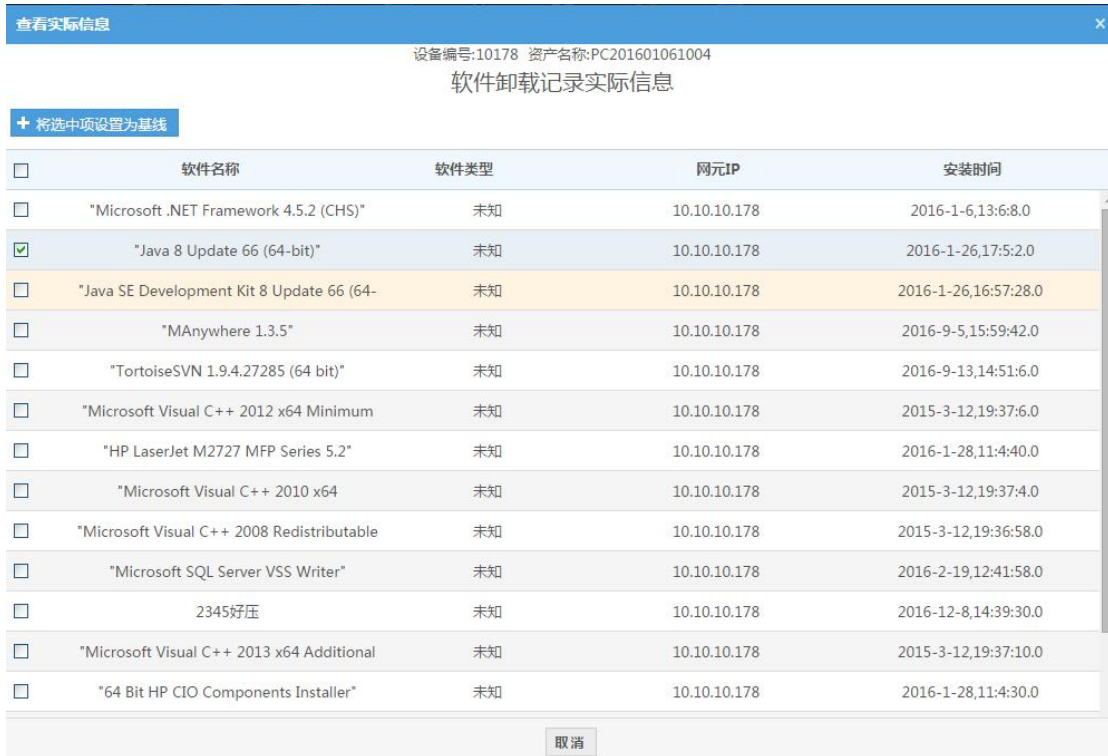 查看实际信息 ×
设备编号:10178 资产名称:PC201601061004
软件卸载记录实际信息
+ 将选中项设置为基线
软件名称 软件类型 网元IP 安装时间
"Microsoft .NET Framework 4.5.2 (CHS)" 未知 10.10.10.178 2016-1-6,13:6:8.0
"Java 8 Update 66 (64-bit)" 未知 10.10.10.178 2016-1-26,17:5:2.0
"Java SE Development Kit 8 Update 66 (64- 未知 10.10.10.178 2016-1-26,16:57:28.0
"MAnywhere 1.3.5" 未知 10.10.10.178 2016-9-5,15:59:42.0
"TortoiseSVN 1.9.4.27285 (64 bit)" 未知 10.10.10.178 2016-9-13,14:51:6.0
"Microsoft Visual C++ 2012 x64 Minimum 未知 10.10.10.178 2015-3-12,19:37:6.0
"HP LaserJet M2727 MFP Series 5.2" 未知 10.10.10.178 2016-1-28,11:4:40.0
"Microsoft Visual C++ 2010 x64 未知 10.10.10.178 2015-3-12,19:37:4.0
"Microsoft Visual C++ 2008 Redistributable 未知 10.10.10.178 2015-3-12,19:36:58.0
"Microsoft SQL Server VSS Writer" 未知 10.10.10.178 2016-2-19,12:41:58.0
2345好压 未知 10.10.10.178 2016-12-8,14:39:30.0
"Microsoft Visual C++ 2013 x64 Additional 未知 10.10.10.178 2015-3-12,19:37:10.0
"64 Bit HP CIO Components Installer" 未知 10.10.10.178 2016-1-28,11:4:30.0
取消